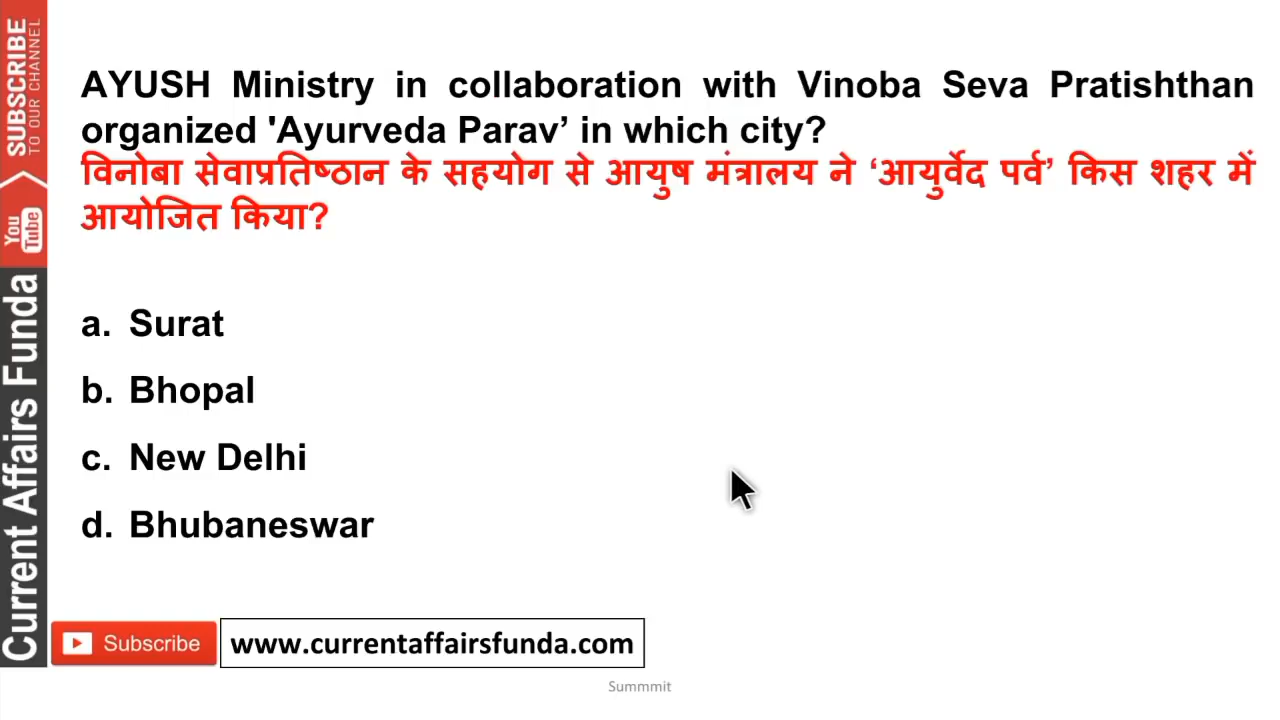 SUBSCRIBE
TO OUR CHANNEL
You Tube
Current Affairs Funda
AYUSH Ministry in collaboration with Vinoba Seva Pratishthan
organized 'Ayurveda Parav’ in which city?
विनोबा सेवाप्रतिष्ठान के सहयोग से आयुष मंत्रालय ने ‘आयुर्वेद पर्व’ किस शहर में
आयोजित किया?
a. Surat
b. Bhopal
c. New Delhi
d. Bhubaneswar
Subscribe
www.currentaffairsfunda.com
Summmit